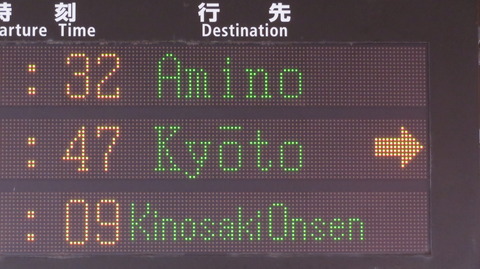 時刻 行先
arture Time Destination
: 32 Amino
: 47 Kyōto →
: 09 KinosakiOnsen